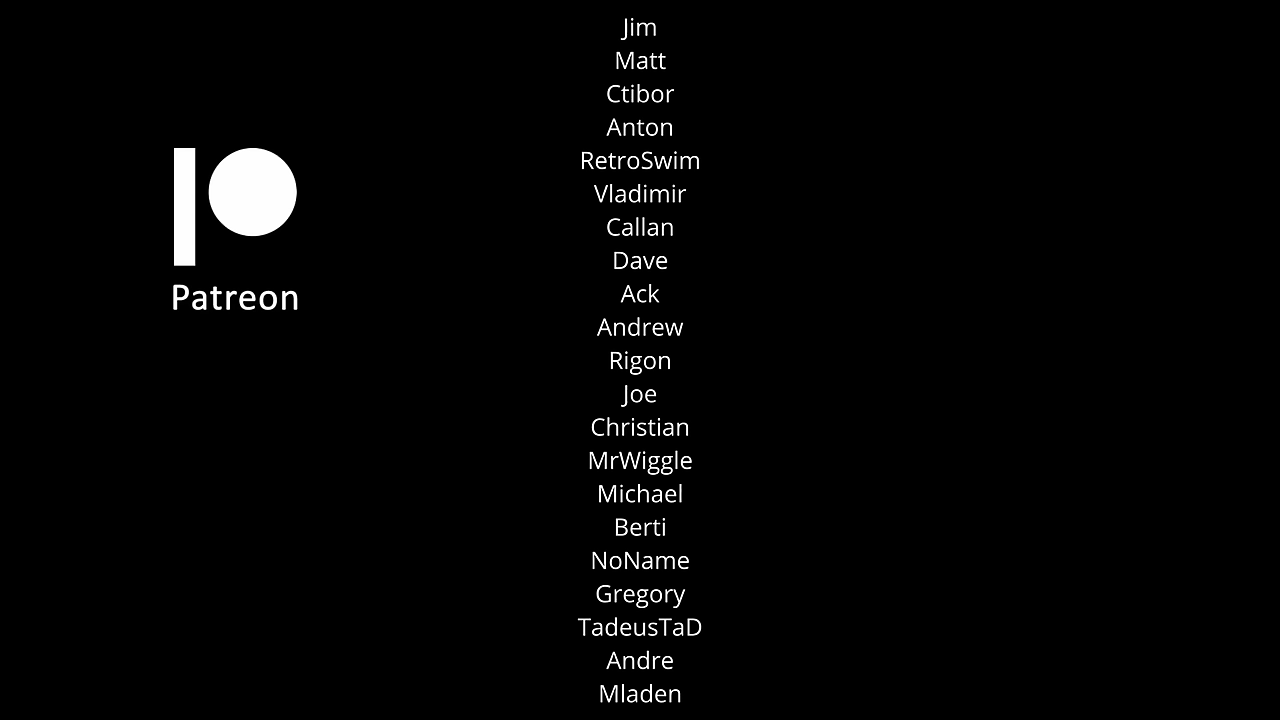 Jim
Matt
Ctibor
Anton
RetroSwim
Vladimir
Callan
Dave
Ack
Andrew
Rigon
Joe
Christian
MrWiggle
Michael
Berti
NoName
Gregory
TadeusTaD
Andre
Mladen
Patreon